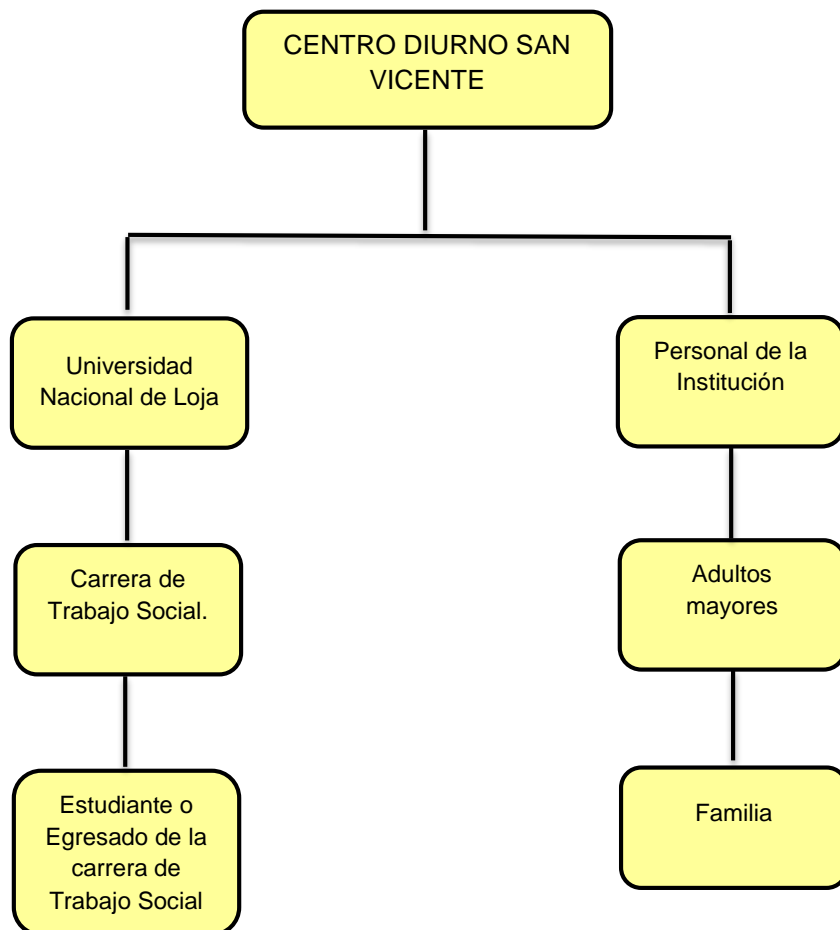 CENTRO DIURNO SAN
VICENTE
Universidad
Nacional de Loja
Personal de la
Institución
Carrera de
Trabajo Social.
Adultos
mayores
Estudiante o
Egresado de la
carrera de
Trabajo Social
Familia